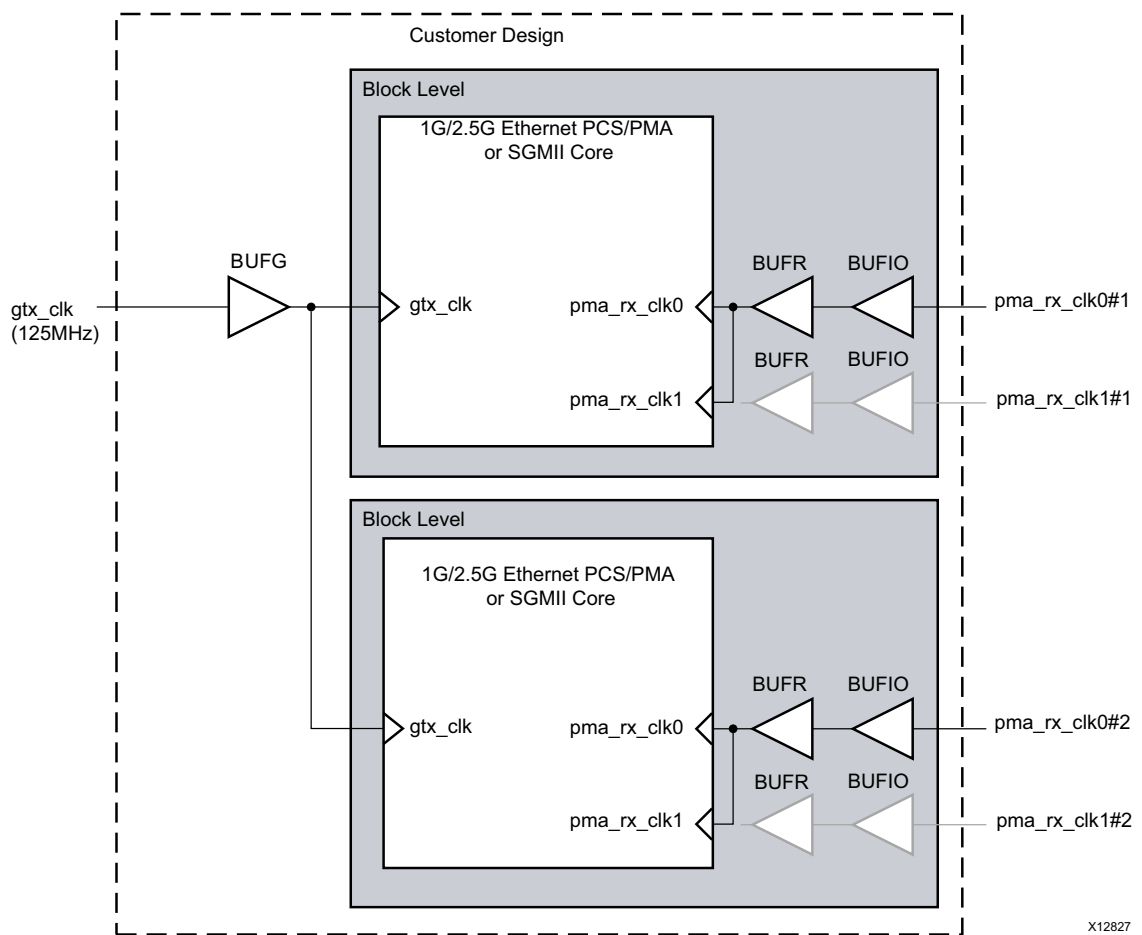 Customer Design
Block Level
1G/2.5G Ethernet PCS/PMA
or SGMII Core
BUFG
BUFR
BUFIO
gtx_clk
(125MHz)
gtx_clk
pma_rx_clk0
pma_rx_clk0#1
BUFR
BUFIO
pma_rx_clk1
pma_rx_clk1#1
Block Level
1G/2.5G Ethernet PCS/PMA
or SGMII Core
BUFR
BUFIO
gtx_clk
pma_rx_clk0
pma_rx_clk0#2
BUFR
BUFIO
pma_rx_clk1
pma_rx_clk1#2
X12827